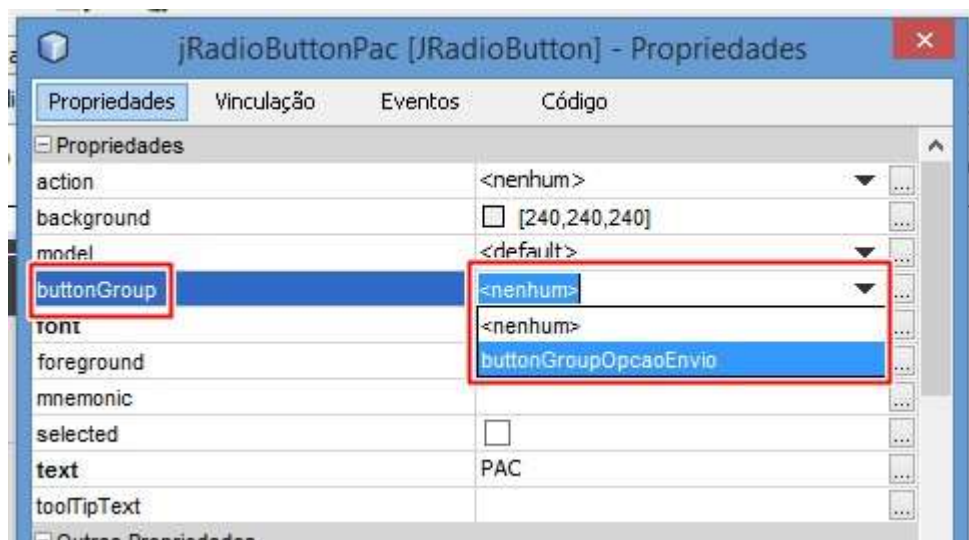 jRadioButtonPac [JRadioButton] - Propriedades
Propriedades Vinculação Eventos Código
Propriedades
action <nenhum> ...
background [240,240,240] ...
model <default> ...
buttonGroup <nenhum> ...
<nenhum>
font ...
foreground buttonGroupOpcaoEnvio ...
mnemonic ...
selected ...
text PAC ...
toolTipText ...
Outras Propriedades